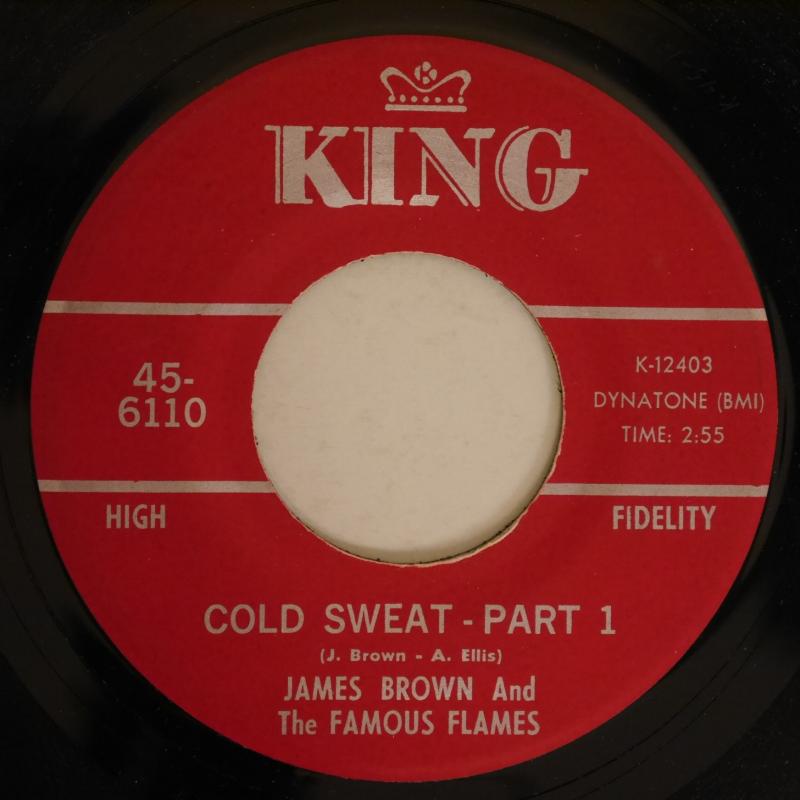 KING
45-
6110
K-12403
DYNATONE (BMI)
TIME: 2:55
HIGH
FIDELITY
COLD SWEAT - PART 1
(J. Brown - A. Ellis)
JAMES BROWN And
The FAMOUS FLAMES